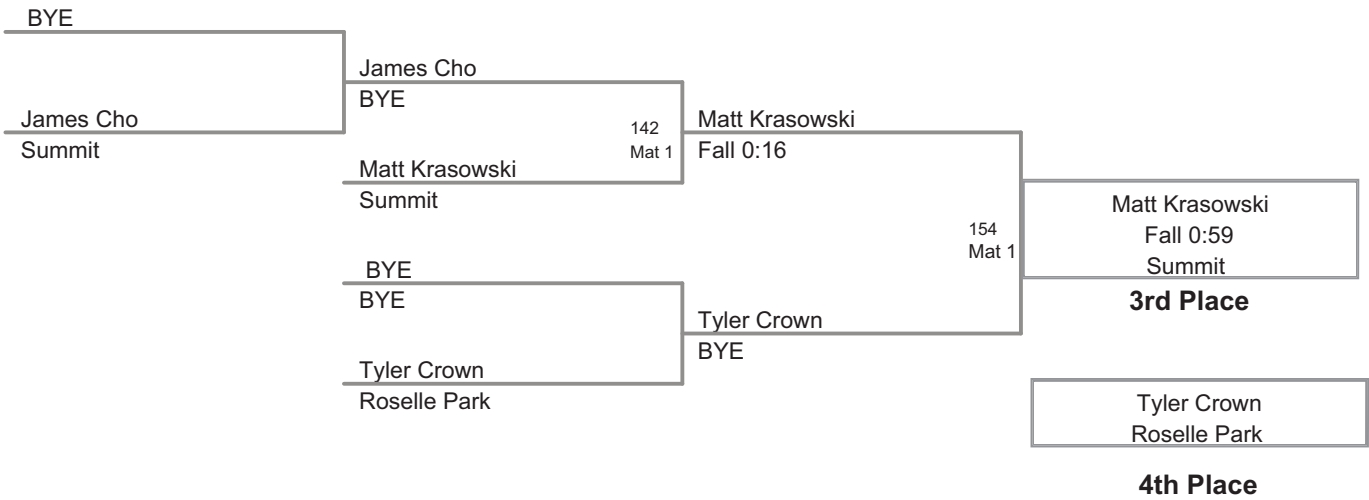 BYE
James Cho
Summit
James Cho
BYE
142
Mat 1
Matt Krasowski
Summit
BYE
BYE
Tyler Crown
Roselle Park
Matt Krasowski
Fall 0:16
154
Mat 1
Tyler Crown
BYE
Matt Krasowski
Fall 0:59
Summit
3rd Place
Tyler Crown
Roselle Park
4th Place